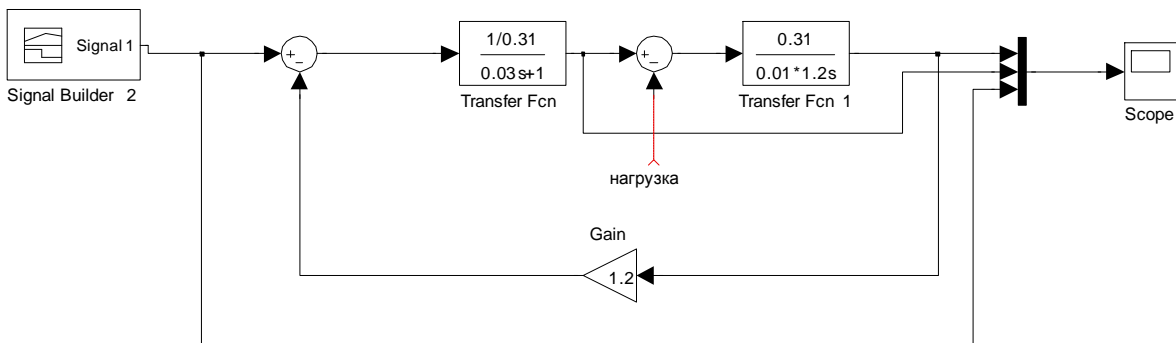 Signal 1
Signal Builder 2
+
-
1/0.31
0.03s+1
Transfer Fcn
+
-
0.31
0.01*1.2s
Transfer Fcn 1
Scope
нагрузка
Gain
1.2